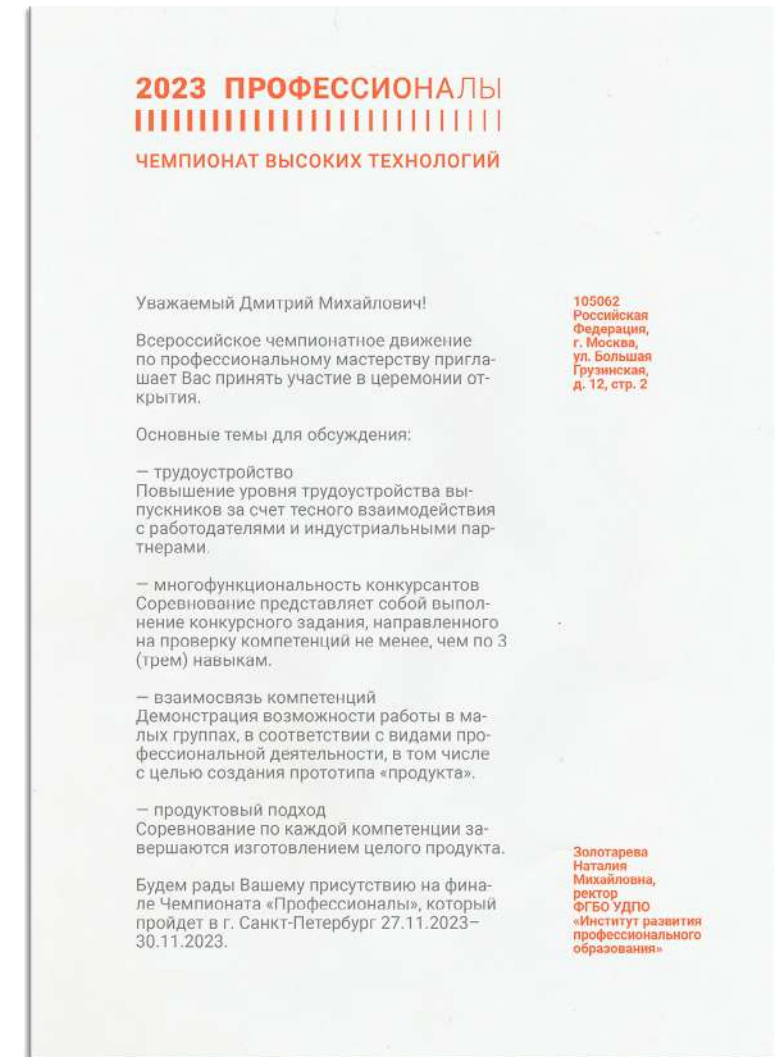 2023 ПРОФЕССИОНАЛЫ
ЧЕМПИОНАТ ВЫСОКИХ ТЕХНОЛОГИЙ
Уважаемый Дмитрий Михайлович!
Всероссийское чемпионатное движение
по профессиональному мастерству пригла-
шает Вас принять участие в церемонии от-
крытия.
Основные темы для обсуждения:
— трудоустройство
Повышение уровня трудоустройства вы-
пускников за счет тесного взаимодействия
с работодателями и индустриальными пар-
тнерами.
— многофункциональность конкурсантов
Соревнование представляет собой выпол-
нение конкурсного задания, направленного
на проверку компетенций не менее, чем по 3
(трем) навыкам.
— взаимосвязь компетенций
Демонстрация возможности работы в ма-
лых группах, в соответствии с видами про-
фессиональной деятельности, в том числе
с целью создания прототипа «продукта».
— продуктовый подход
Соревнование по каждой компетенции за-
вершаются изготовлением целого продукта.
Будем рады Вашему присутствию на фина-
ле Чемпионата «Профессионалы», который
пройдет в г. Санкт-Петербург 27.11.2023–
30.11.2023.
105062
Российская
Федерация,
г. Москва,
ул. Большая
Грузинская,
д. 12, стр. 2
Золотарева
Наталия
Михайловна,
ректор
ФГБО УДПО
«Институт развития
профессионального
образования»